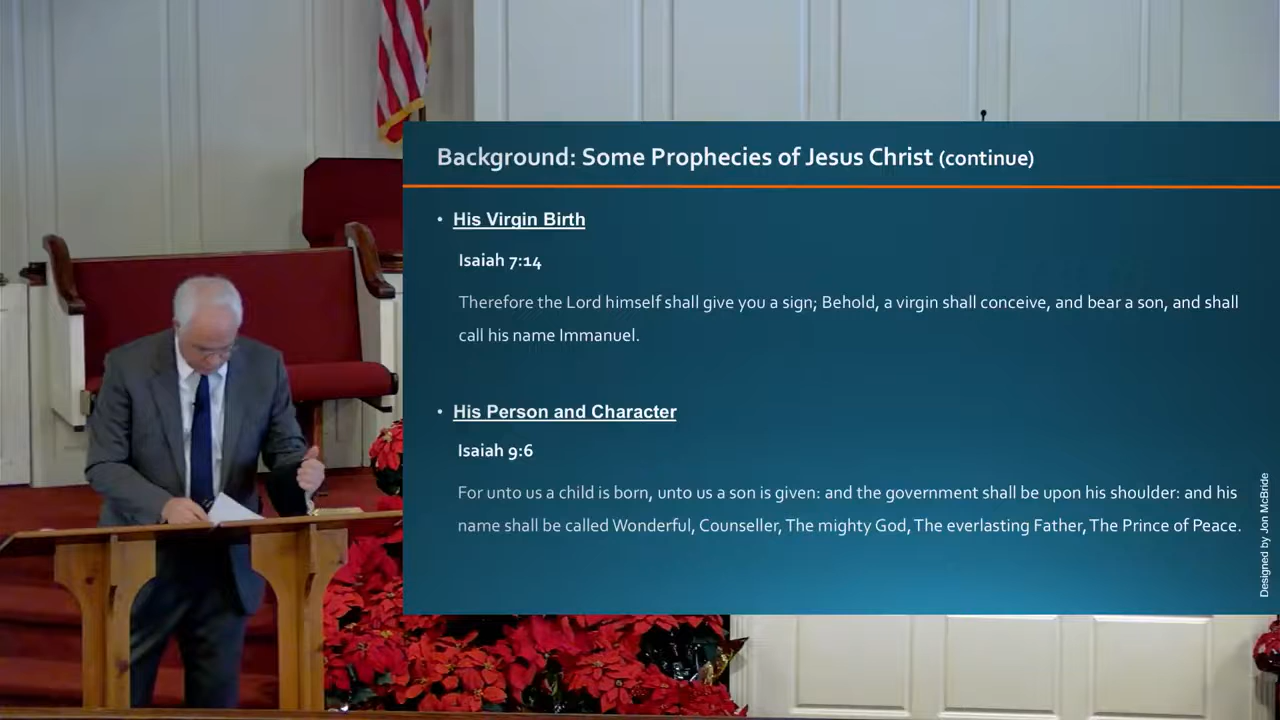 Background: Some Prophecies of Jesus Christ (continue)
• His Virgin Birth
Isaiah 7:14
Therefore the Lord himself shall give you a sign; Behold, a virgin shall conceive, and bear a son, and shall
call his name Immanuel.
• His Person and Character
Isaiah 9:6
For unto us a child is born, unto us a son is given: and the government shall be upon his shoulder: and his
name shall be called Wonderful, Counseller, The mighty God, The everlasting Father, The Prince of Peace.
Designed by Jon McBride